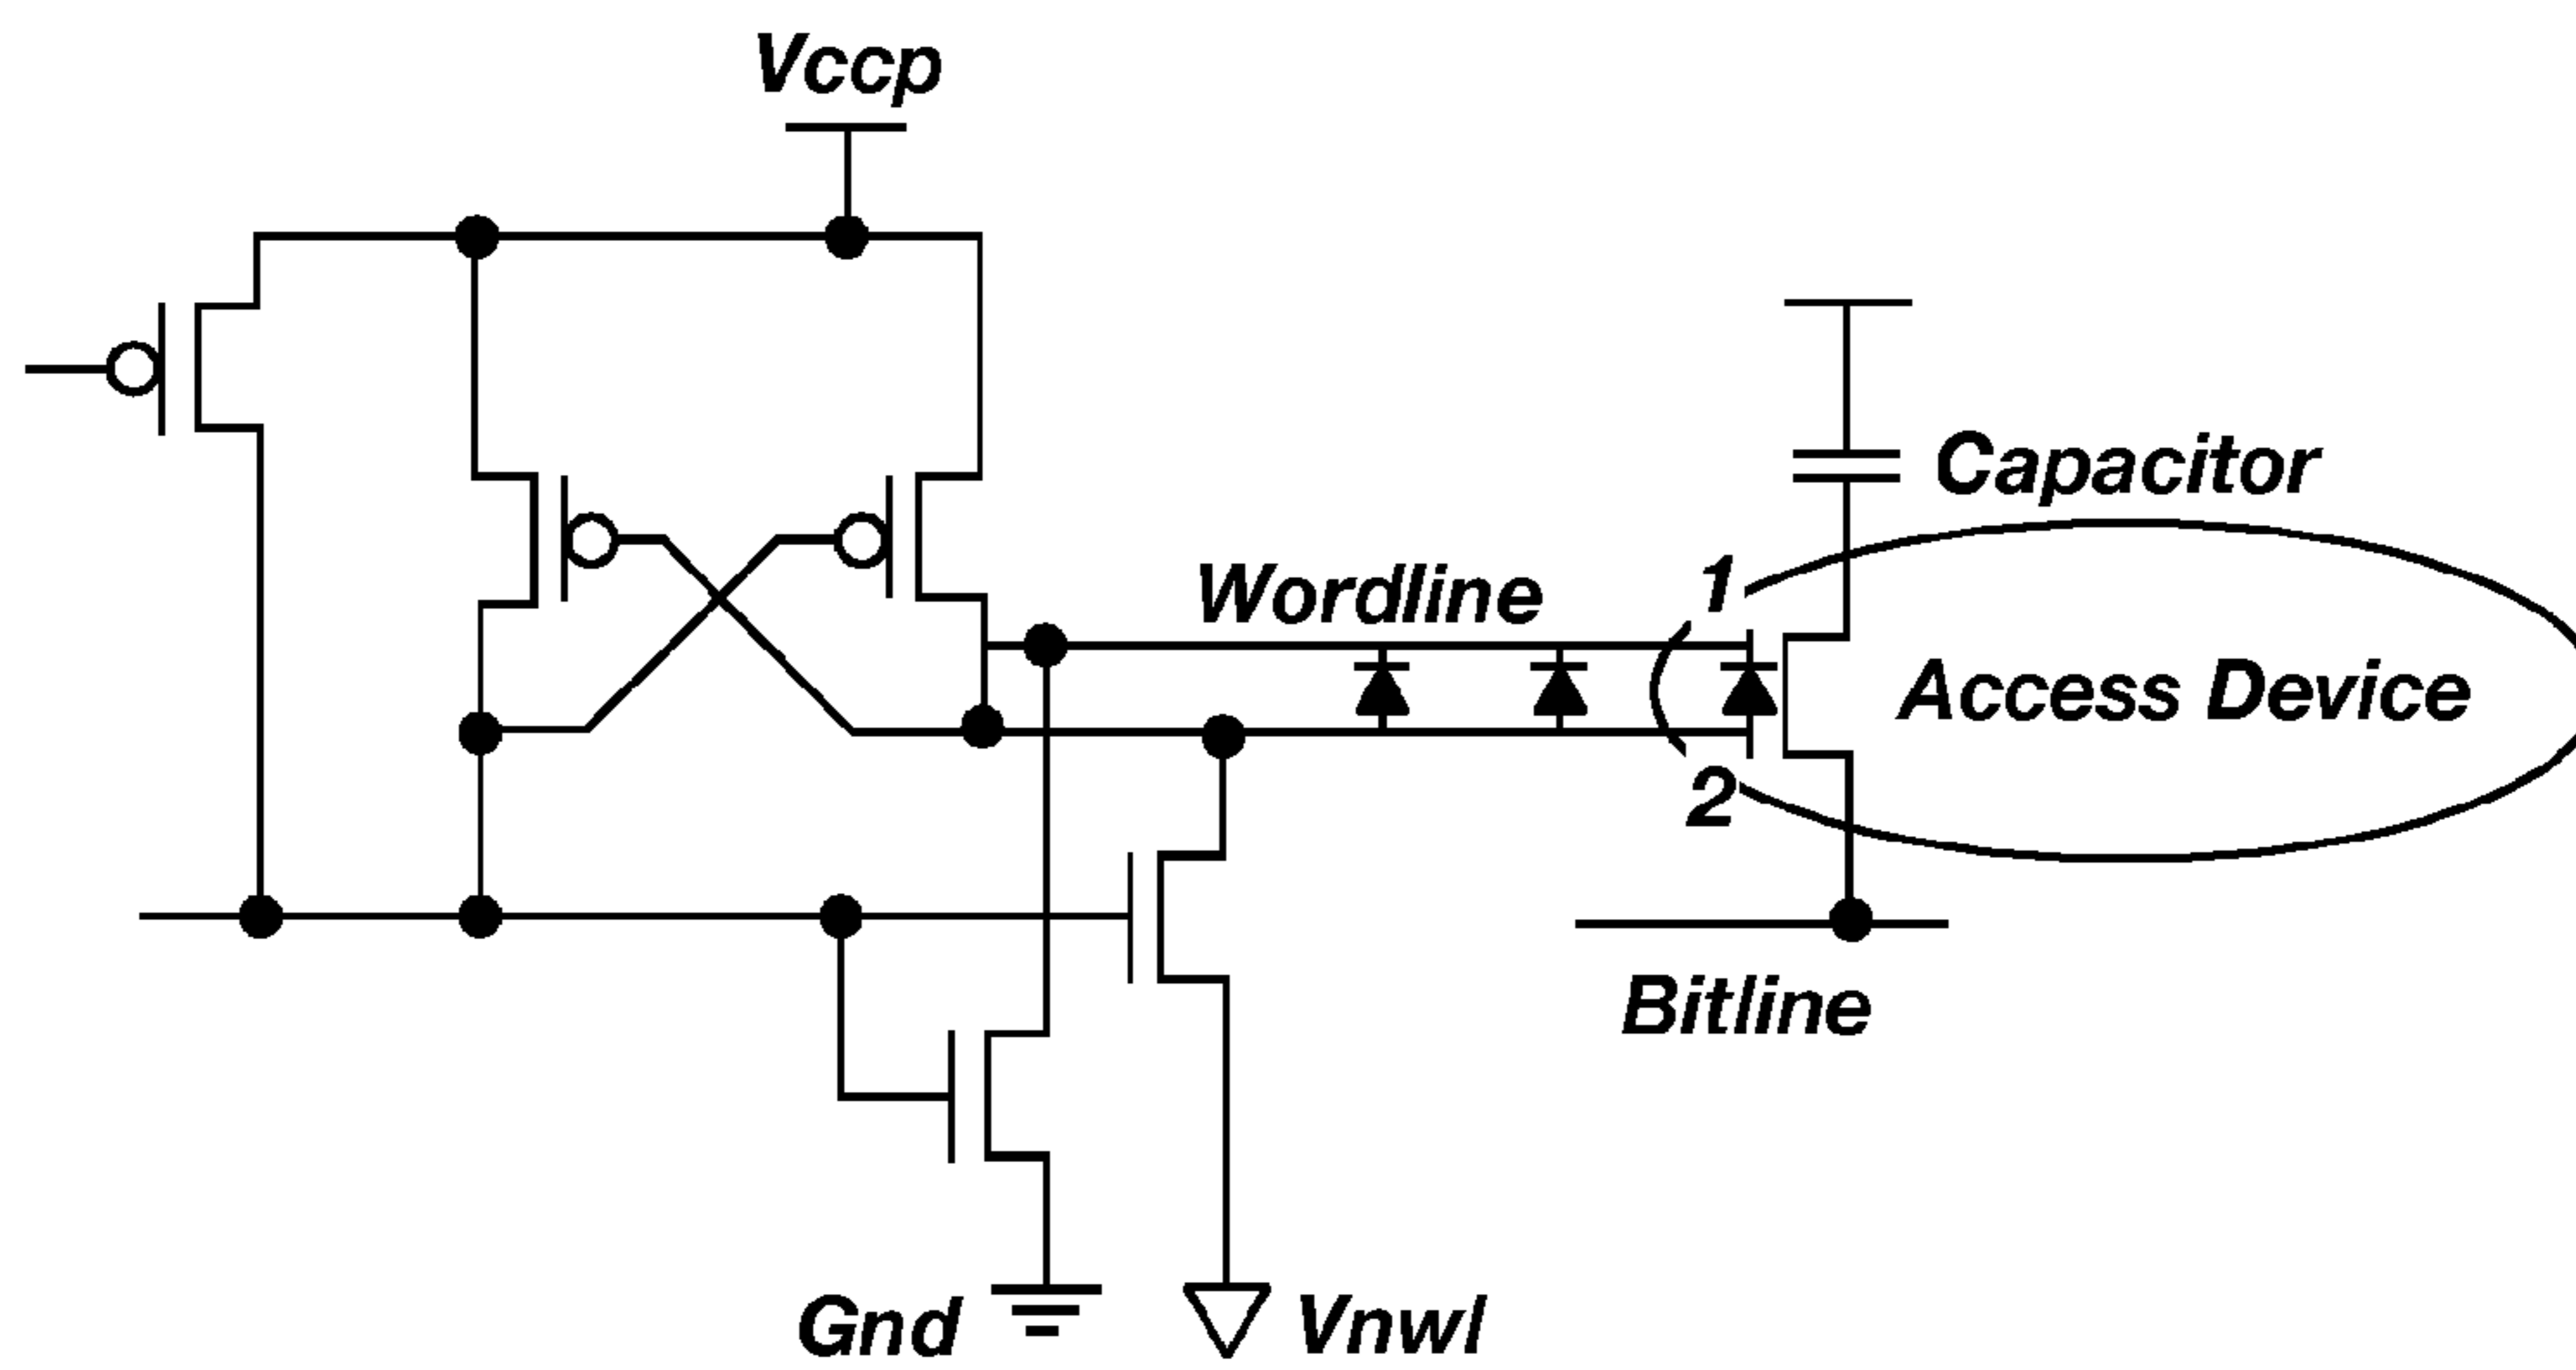 Vccp
Capacitor
Wordline
1
Access Device
2
Bitline
Gnd
Vnwl